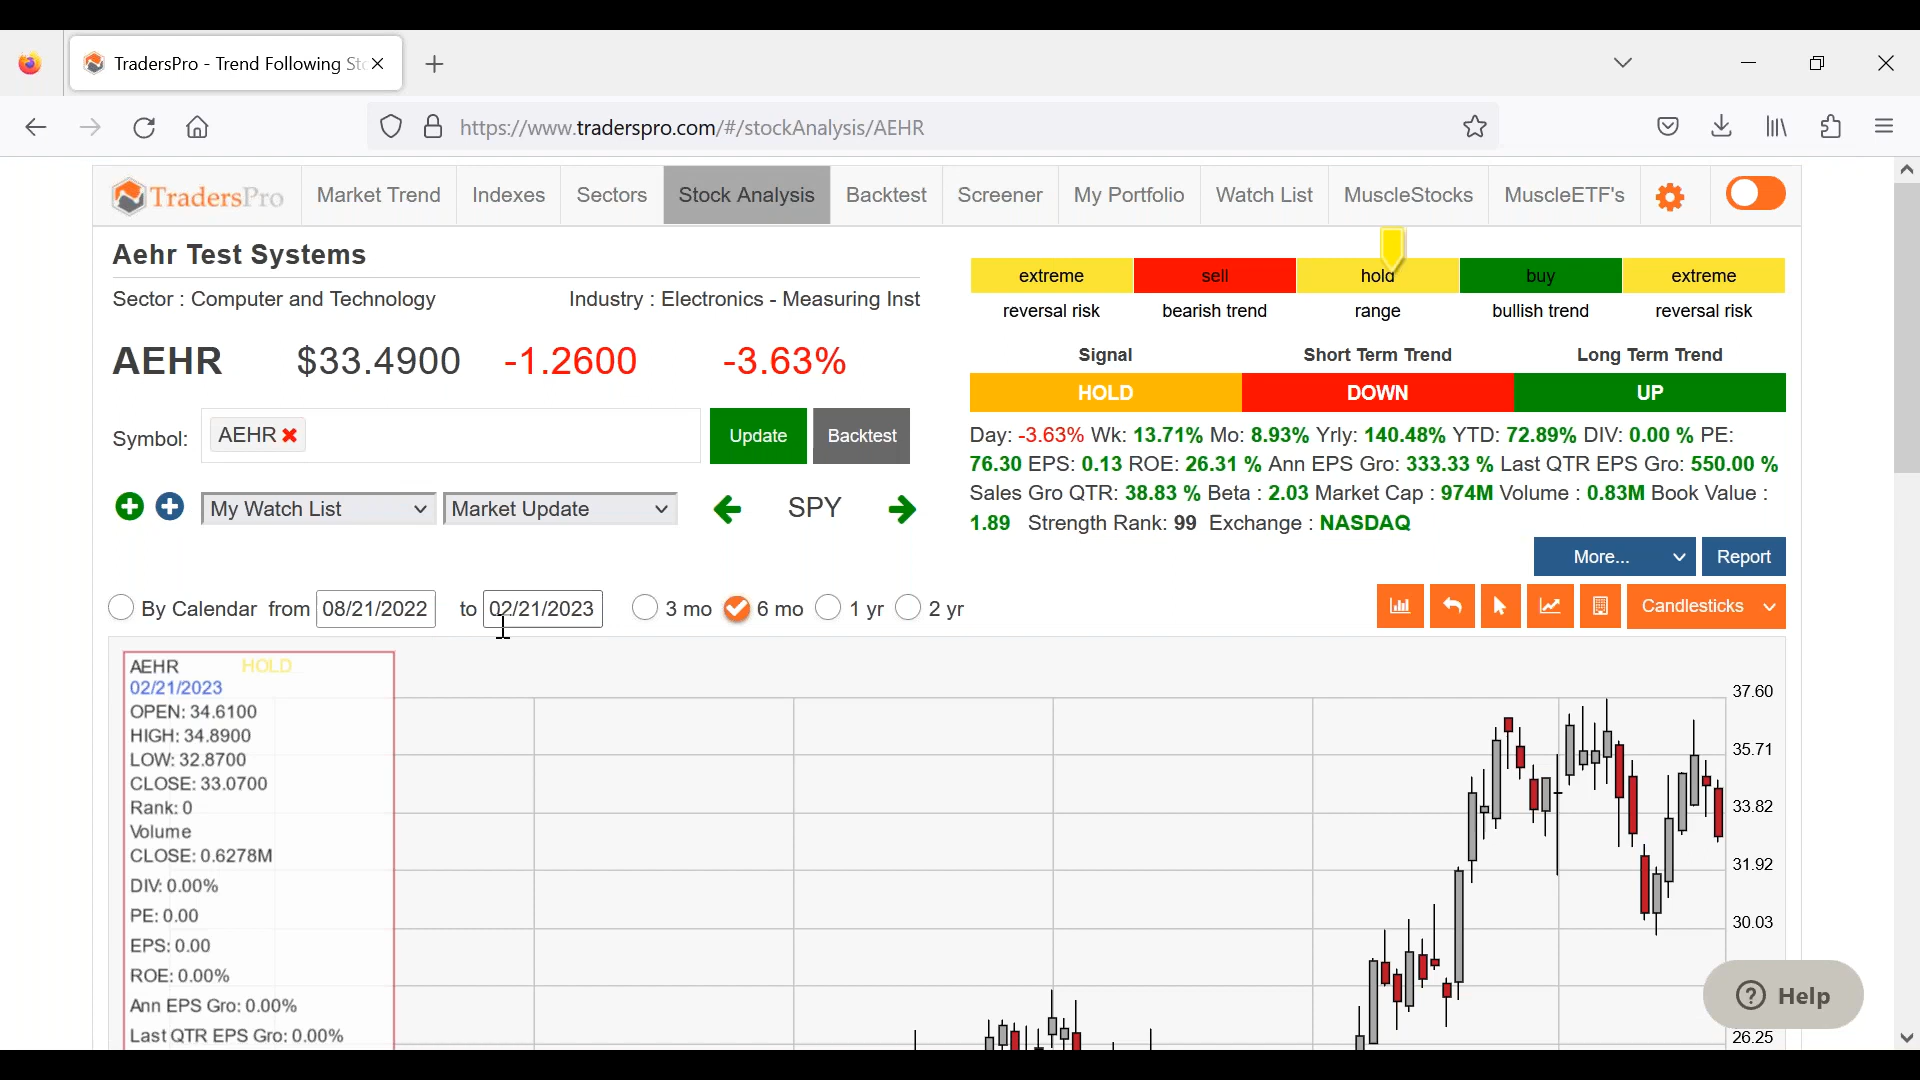 TradersPro - Trend Following Sto
https://www.traderspro.com/#/stockAnalysis/AEHR
TradersPro
Market Trend
Indexes
Sectors
Stock Analysis
Backtest
Screener
My Portfolio
Watch List
MuscleStocks
MuscleETF's
Aehr Test Systems
Sector : Computer and Technology
Industry : Electronics - Measuring Inst
AEHR
$33.4900
-1.2600
-3.63%
Symbol:
AEHR
Update
Backtest
My Watch List
Market Update
SPY
extreme
sell
hold
buy
extreme
reversal risk
bearish trend
range
bullish trend
reversal risk
Signal
Short Term Trend
Long Term Trend
HOLD
DOWN
UP
Day: -3.63% Wk: 13.71% Mo: 8.93% Yrly: 140.48% YTD: 72.89% DIV: 0.00 % PE:
76.30 EPS: 0.13 ROE: 26.31 % Ann EPS Gro: 333.33 % Last QTR EPS Gro: 550.00 %
Sales Gro QTR: 38.83 % Beta : 2.03 Market Cap : 974M Volume : 0.83M Book Value :
1.89 Strength Rank: 99 Exchange : NASDAQ
More...
Report
By Calendar from 08/21/2022 to 02/21/2023
3 mo
6 mo
1 yr
2 yr
Candlesticks
AEHR HOLD
02/21/2023
OPEN: 34.6100
HIGH: 34.8900
LOW: 32.8700
CLOSE: 33.0700
Rank: 0
Volume
CLOSE: 0.6278M
DIV: 0.00%
PE: 0.00
EPS: 0.00
ROE: 0.00%
Ann EPS Gro: 0.00%
Last QTR EPS Gro: 0.00%
37.60
35.71
33.82
31.92
30.03
26.25
Help